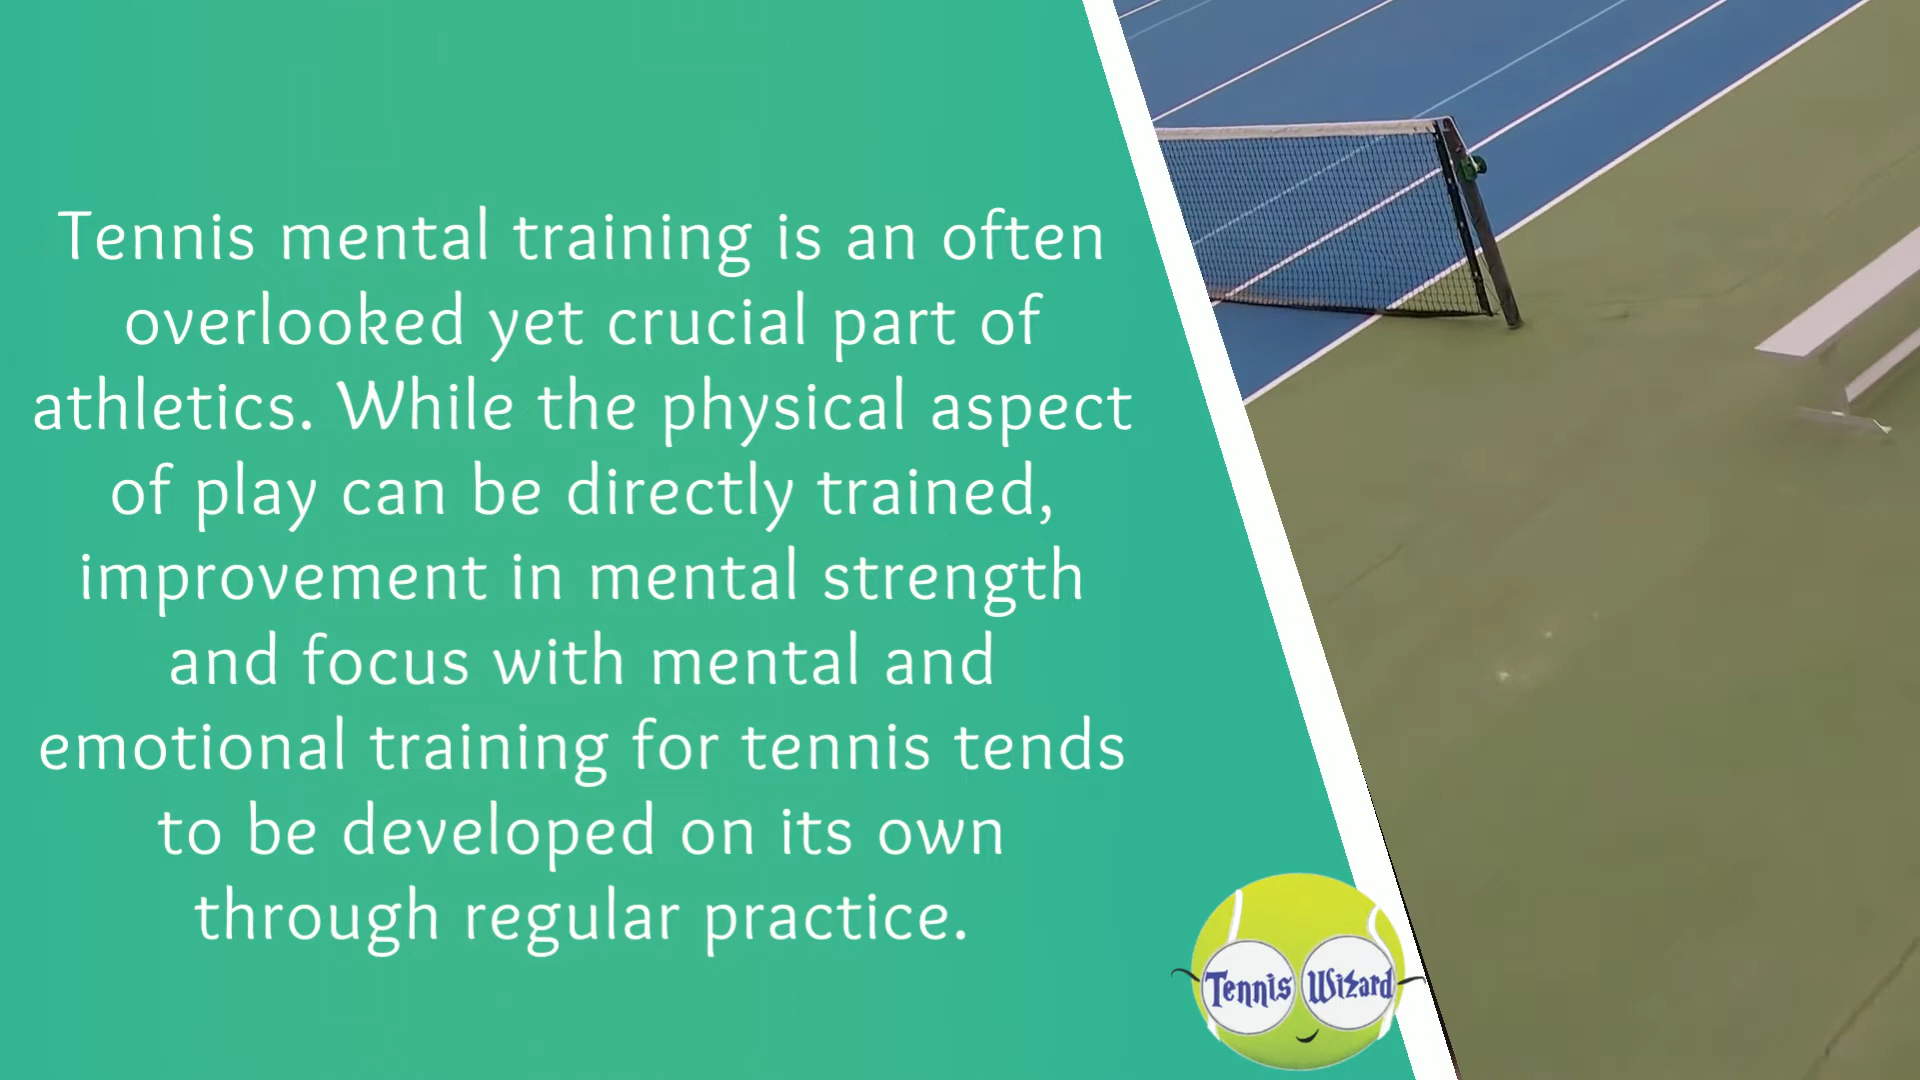 Tennis mental training is an often
overlooked yet crucial part of
athletics. While the physical aspect
of play can be directly trained,
improvement in mental strength
and focus with mental and
emotional training for tennis tends
to be developed on its own
through regular practice.
Tennis Wizard